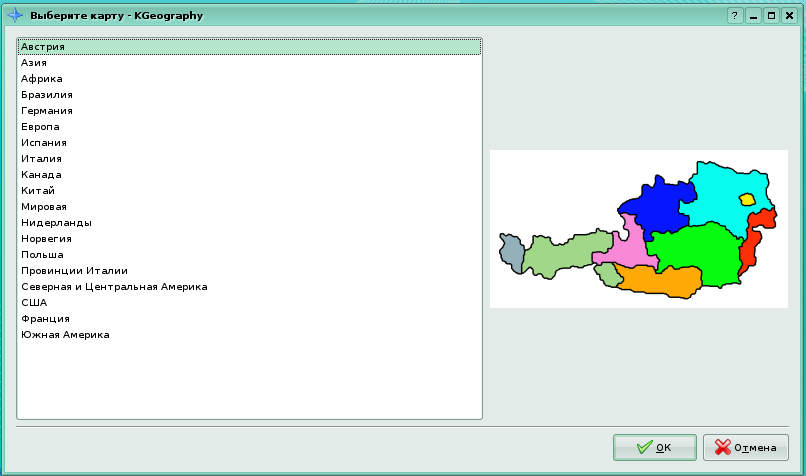 Выберите карту - KGeography
?
Австрия
Азия
Африка
Бразилия
Германия
Европа
Испания
Италия
Канада
Китай
Мировая
Нидерланды
Норвегия
Польша
Провинции Италии
Северная и Центральная Америка
США
Франция
Южная Америка
OK
Отмена